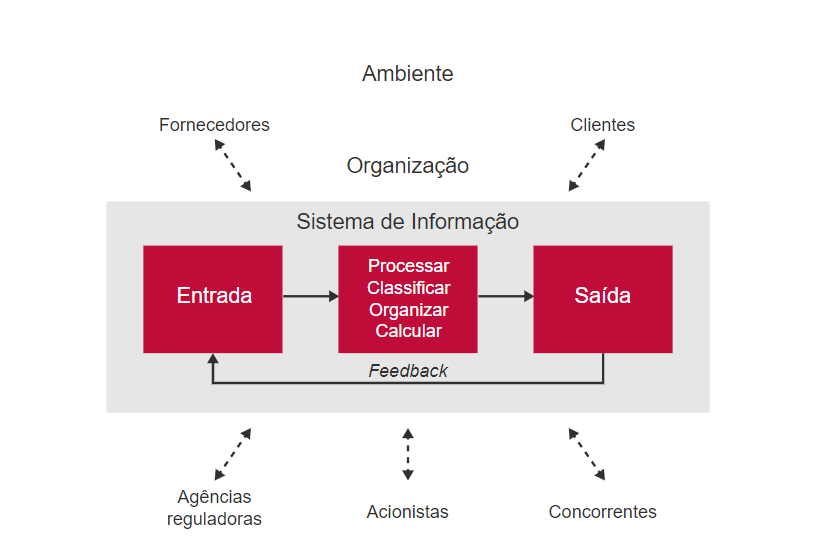 Ambiente
Fornecedores
Clientes
Organização
Sistema de Informação
Entrada
Processar
Classificar
Organizar
Calcular
Saída
Feedback
Agências
reguladoras
Acionistas
Concorrentes